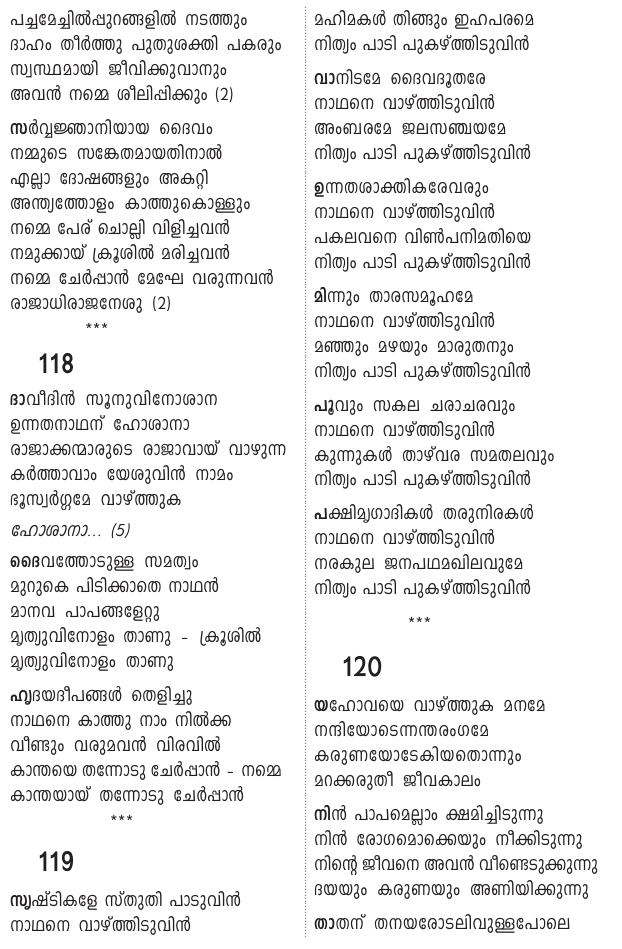 പച്ചമേച്ചിൽപ്പുറങ്ങളിൽ നടത്തും
ദാഹം തീർത്തു പുതുശക്തി പകരും
സ്വസ്ഥമായി ജീവിക്കുവാനും
അവൻ നമ്മെ ശീലിപ്പിക്കും (2)
സർവ്വജ്ഞാനിയായ ദൈവം
നമ്മുടെ സങ്കേതമായതിനാൽ
എല്ലാ ദോഷങ്ങളും അകറ്റി
അന്ത്യത്തോളം കാത്തുകൊള്ളും
നമ്മെ പേര് ചൊല്ലി വിളിച്ചവൻ
നമുക്കായ് ക്രൂശിൽ മരിച്ചവൻ
നമ്മെ ചേർപ്പാൻ മേഘേ വരുന്നവൻ
രാജാധിരാജനേശു (2)
***
118
ദാവീദിൻ സൂനുവിനോശാന
ഉന്നതനാഥന് ഹോശാനാ
രാജാക്കന്മാരുടെ രാജാവായ് വാഴുന്ന
കർത്താവാം യേശുവിൻ നാമം
ഭൂസ്വർഗ്ഗമേ വാഴ്ത്തുക
ഹോശാനാ... (5)
ദൈവത്തോടുള്ള സമത്വം
മുറുകെ പിടിക്കാതെ നാഥൻ
മാനവ പാപങ്ങളേറ്റു
മൃത്യുവിനോളം താണു - ക്രൂശിൽ
മൃത്യുവിനോളം താണു
ഹൃദയദീപങ്ങൾ തെളിച്ചു
നാഥനെ കാത്തു നാം നിൽക്ക
വീണ്ടും വരുമവൻ വിരവിൽ
കാന്തയെ തന്നോടു ചേർപ്പാൻ - നമ്മെ
കാന്തയായ് തന്നോടു ചേർപ്പാൻ
***
119
സൃഷ്ടികളേ സ്തുതി പാടുവിൻ
നാഥനെ വാഴ്ത്തിടുവിൻ
മഹിമകൾ തിങ്ങും ഇഹപരമെ
നിത്യം പാടി പുകഴ്ത്തിടുവിൻ
വാനിടമേ ദൈവദൂതരേ
നാഥനെ വാഴ്ത്തിടുവിൻ
അംബരമേ ജലസഞ്ചയമേ
നിത്യം പാടി പുകഴ്ത്തിടുവിൻ
ഉന്നതശാക്തികരേവരും
നാഥനെ വാഴ്ത്തിടുവിൻ
പകലവനെ വിൺപനിമതിയെ
നിത്യം പാടി പുകഴ്ത്തിടുവിൻ
മിന്നും താരസമൂഹമേ
നാഥനെ വാഴ്ത്തിടുവിൻ
മഞ്ഞും മഴയും മാരുതനും
നിത്യം പാടി പുകഴ്ത്തിടുവിൻ
പൂവും സകല ചരാചരവും
നാഥനെ വാഴ്ത്തിടുവിൻ
കുന്നുകൾ താഴ്വര സമതലവും
നിത്യം പാടി പുകഴ്ത്തിടുവിൻ
പക്ഷിമൃഗാദികൾ തരുനിരകൾ
നാഥനെ വാഴ്ത്തിടുവിൻ
നരകുല ജനപഥമഖിലവുമേ
നിത്യം പാടി പുകഴ്ത്തിടുവിൻ
***
120
യഹോവയെ വാഴ്ത്തുക മനമേ
നന്ദിയോടെന്നന്തരംഗമേ
കരുണയോടേകിയതൊന്നും
മറക്കരുതീ ജീവകാലം
നിൻ പാപമെല്ലാം ക്ഷമിച്ചിടുന്നു
നിൻ രോഗമൊക്കെയും നീക്കിടുന്നു
നിന്റെ ജീവനെ അവൻ വീണ്ടെടുക്കുന്നു
ദയയും കരുണയും അണിയിക്കുന്നു
താതന് തനയരോടലിവുള്ളപോലെ